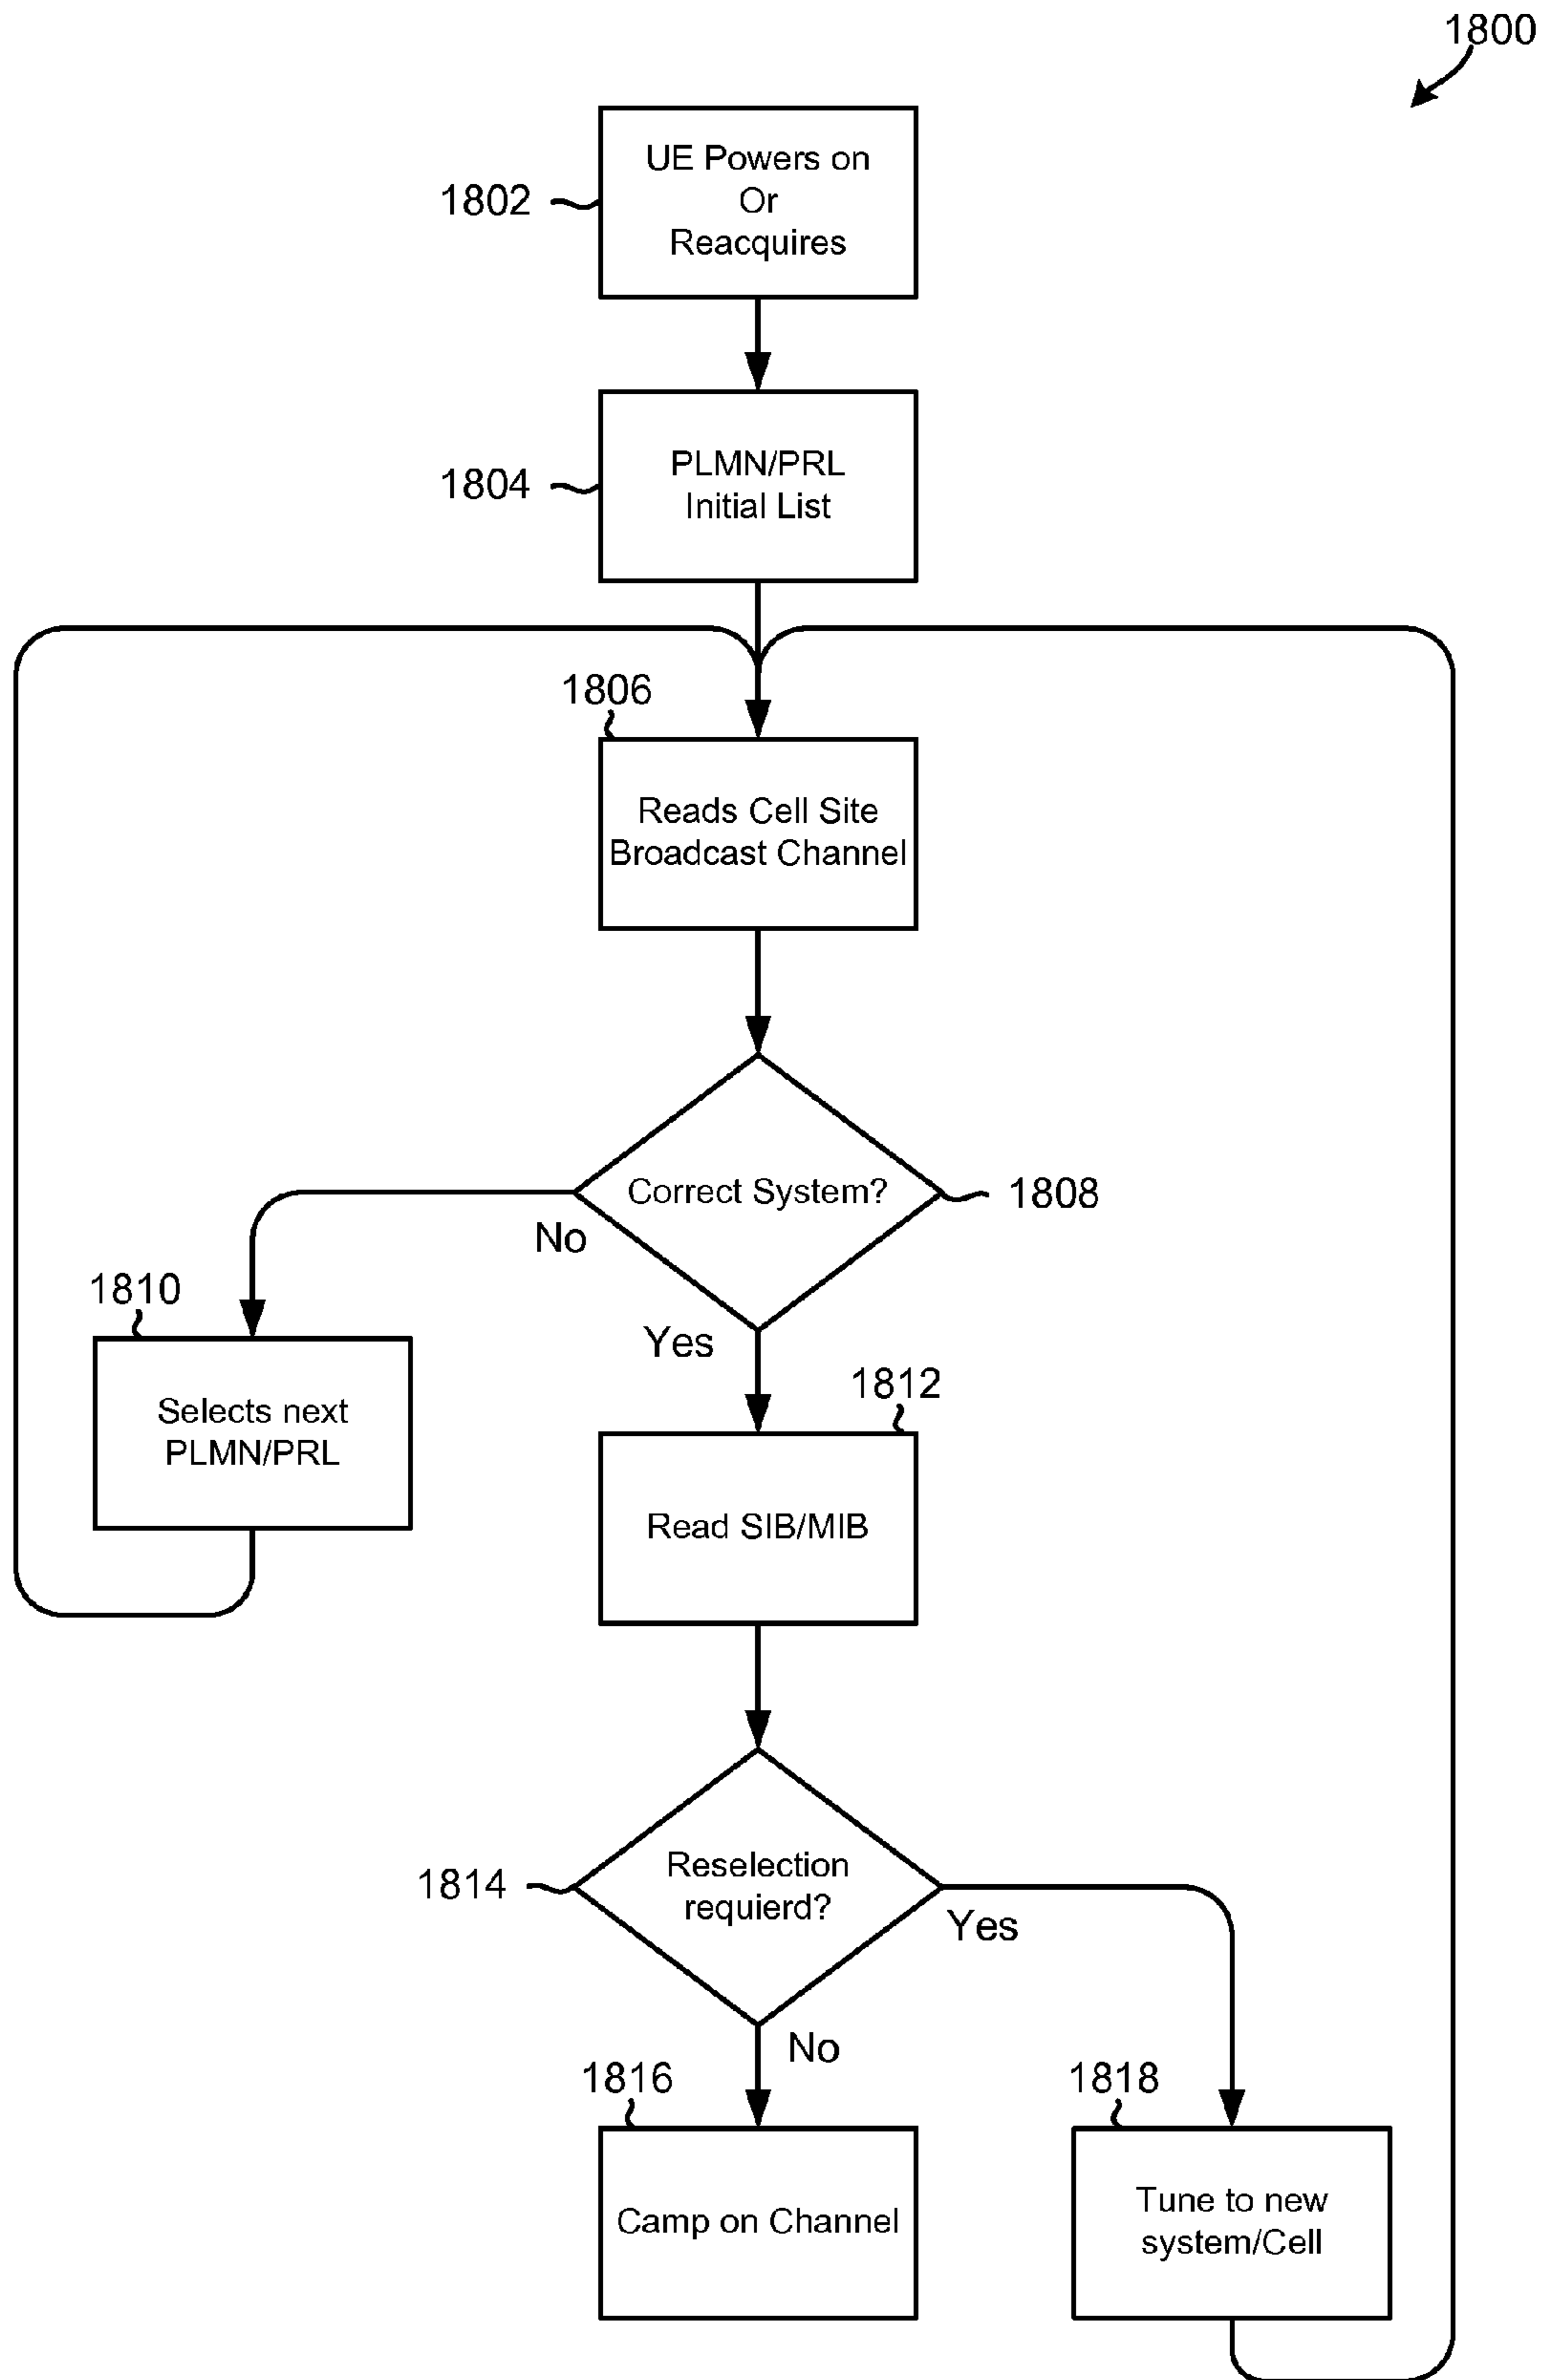 1800
UE Powers on
Or
Reacquires
1802
PLMN/PRL
Initial List
1804
1806
Reads Cell Site
Broadcast Channel
Correct System?
1808
No
Yes
1810
Selects next
PLMN/PRL
1812
Read SIB/MIB
Reselection
requierd?
1814
Yes
No
1816
Camp on Channel
1818
Tune to new
system/Cell